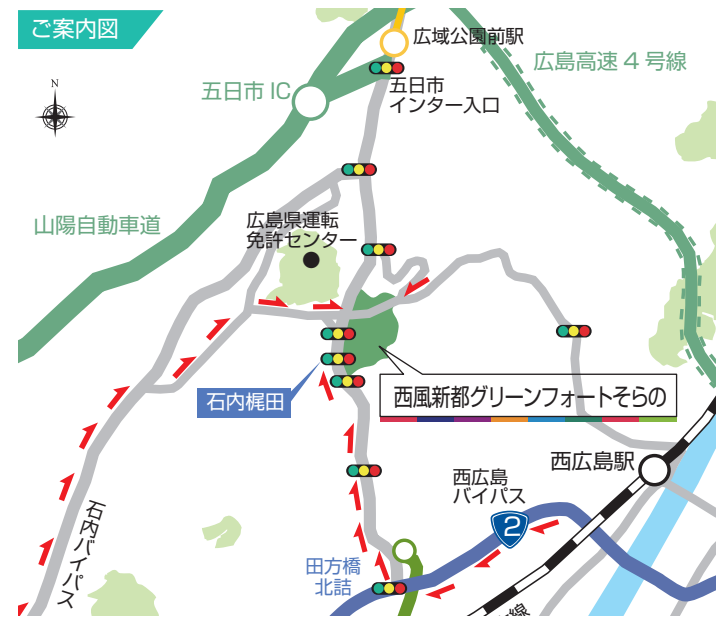 ご案内図
広域公園前駅
広島高速４号線
五日市IC
五日市
インター入口
N
山陽自動車道
広島県運転
免許センター
石内梶田
西風新都グリーンフォートそらの
西広島駅
西広島
バイパス
2
石内バイパス
田方橋
北詰
線